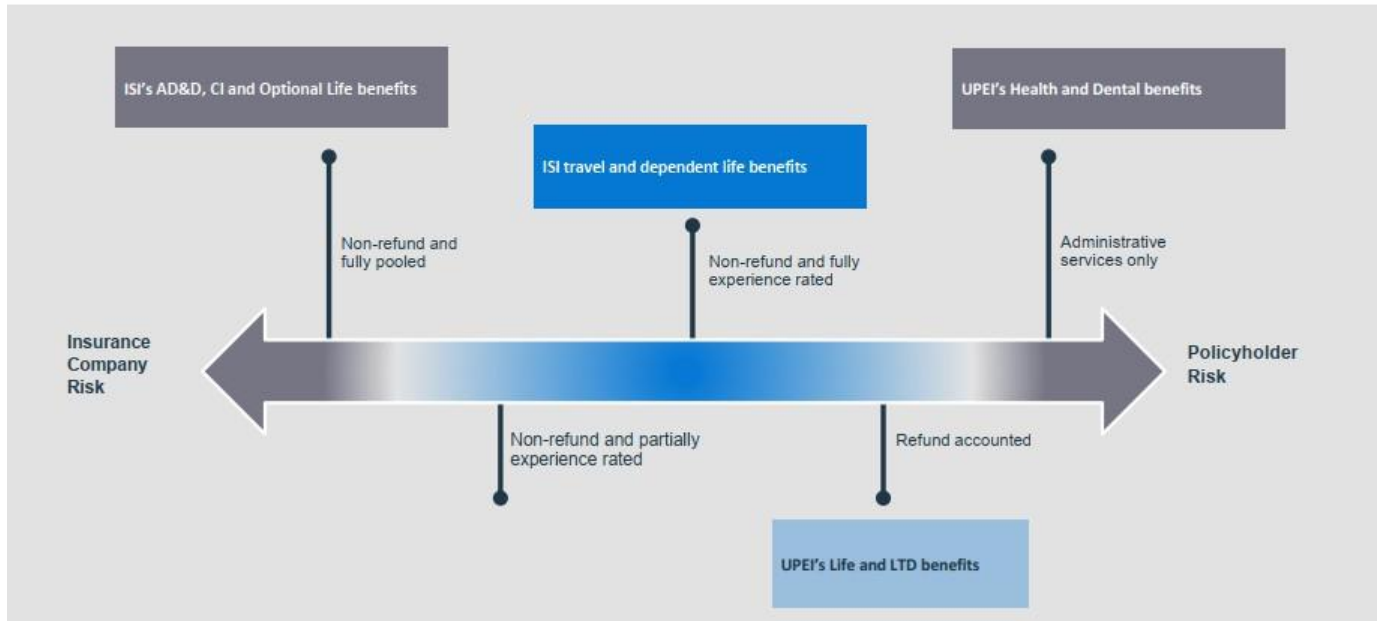 ISI's AD&D, CI and Optional Life benefits
UPEI's Health and Dental benefits
ISI travel and dependent life benefits
Non-refund and
fully pooled
Non-refund and fully
experience rated
Administrative
services only
Insurance
Company
Risk
Policyholder
Risk
Non-refund and partially
experience rated
Refund accounted
UPEI's Life and LTD benefits